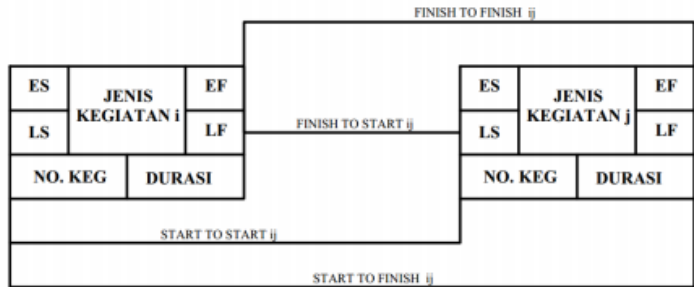 FINISH TO FINISH ij
ES
JENIS
KEGIATAN i
EF
LS
LF
NO. KEG
DURASI
FINISH TO START ij
ES
JENIS
KEGIATAN j
EF
LS
LF
NO. KEG
DURASI
START TO START ij
START TO FINISH ij